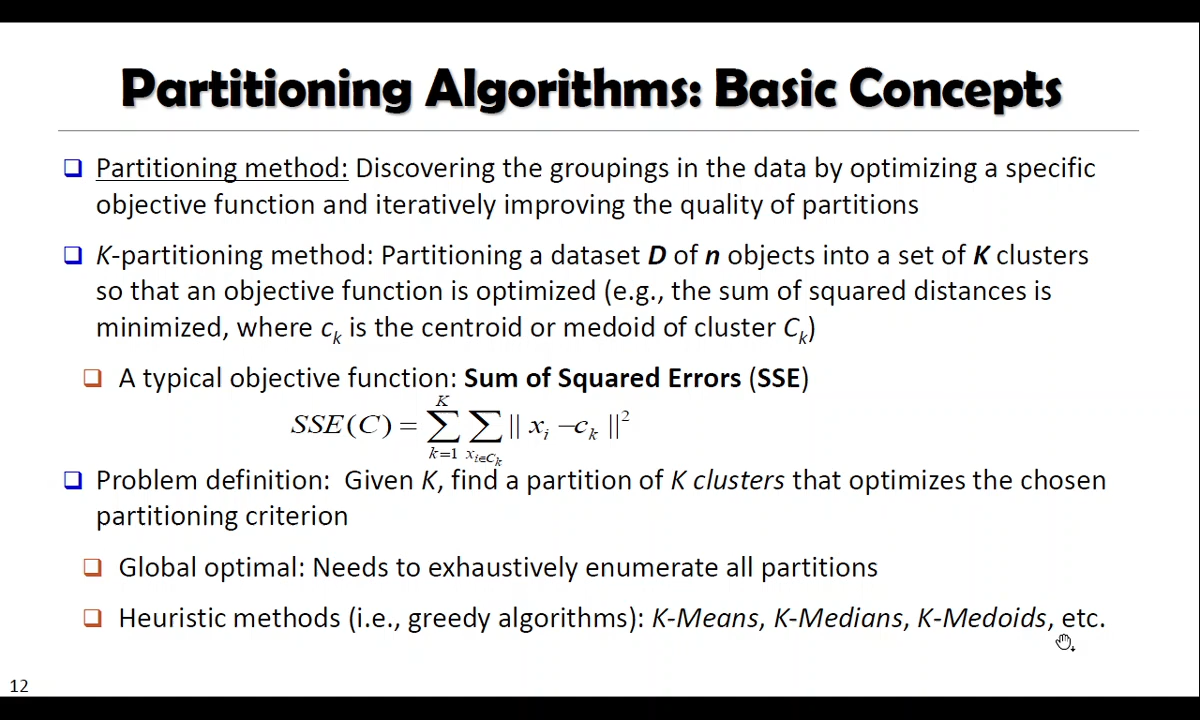 Partitioning Algorithms: Basic Concepts
Partitioning method: Discovering the groupings in the data by optimizing a specific
objective function and iteratively improving the quality of partitions
K-partitioning method: Partitioning a dataset D of n objects into a set of K clusters
so that an objective function is optimized (e.g., the sum of squared distances is
minimized, where c_k is the centroid or medoid of cluster C_k)
A typical objective function: Sum of Squared Errors (SSE)
SSE(C) = ∑_{k=1}^{K} ∑_{x_{i∈C_k}} || x_i − c_k ||²
Problem definition: Given K, find a partition of K clusters that optimizes the chosen
partitioning criterion
Global optimal: Needs to exhaustively enumerate all partitions
Heuristic methods (i.e., greedy algorithms): K-Means, K-Medians, K-Medoids, etc.
12